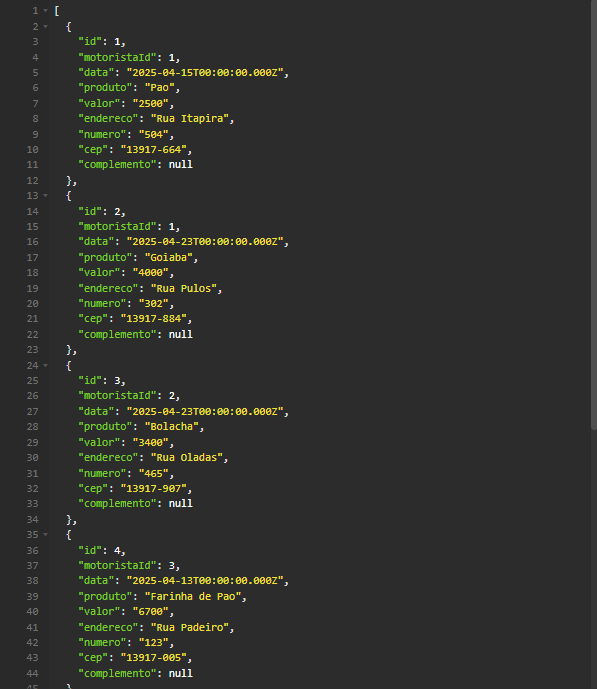 1 [
2 {
3 "id": 1,
4 "motoristaId": 1,
5 "data": "2025-04-15T00:00:00.000Z",
6 "produto": "Pao",
7 "valor": "2500",
8 "endereco": "Rua Itapira",
9 "numero": "504",
10 "cep": "13917-664",
11 "complemento": null
12 },
13 {
14 "id": 2,
15 "motoristaId": 1,
16 "data": "2025-04-23T00:00:00.000Z",
17 "produto": "Goiaba",
18 "valor": "4000",
19 "endereco": "Rua Pulos",
20 "numero": "302",
21 "cep": "13917-884",
22 "complemento": null
23 },
24 {
25 "id": 3,
26 "motoristaId": 2,
27 "data": "2025-04-23T00:00:00.000Z",
28 "produto": "Bolacha",
29 "valor": "3400",
30 "endereco": "Rua Oladas",
31 "numero": "465",
32 "cep": "13917-907",
33 "complemento": null
34 },
35 {
36 "id": 4,
37 "motoristaId": 3,
38 "data": "2025-04-13T00:00:00.000Z",
39 "produto": "Farinha de Pao",
40 "valor": "6700",
41 "endereco": "Rua Padeiro",
42 "numero": "123",
43 "cep": "13917-005",
44 "complemento": null